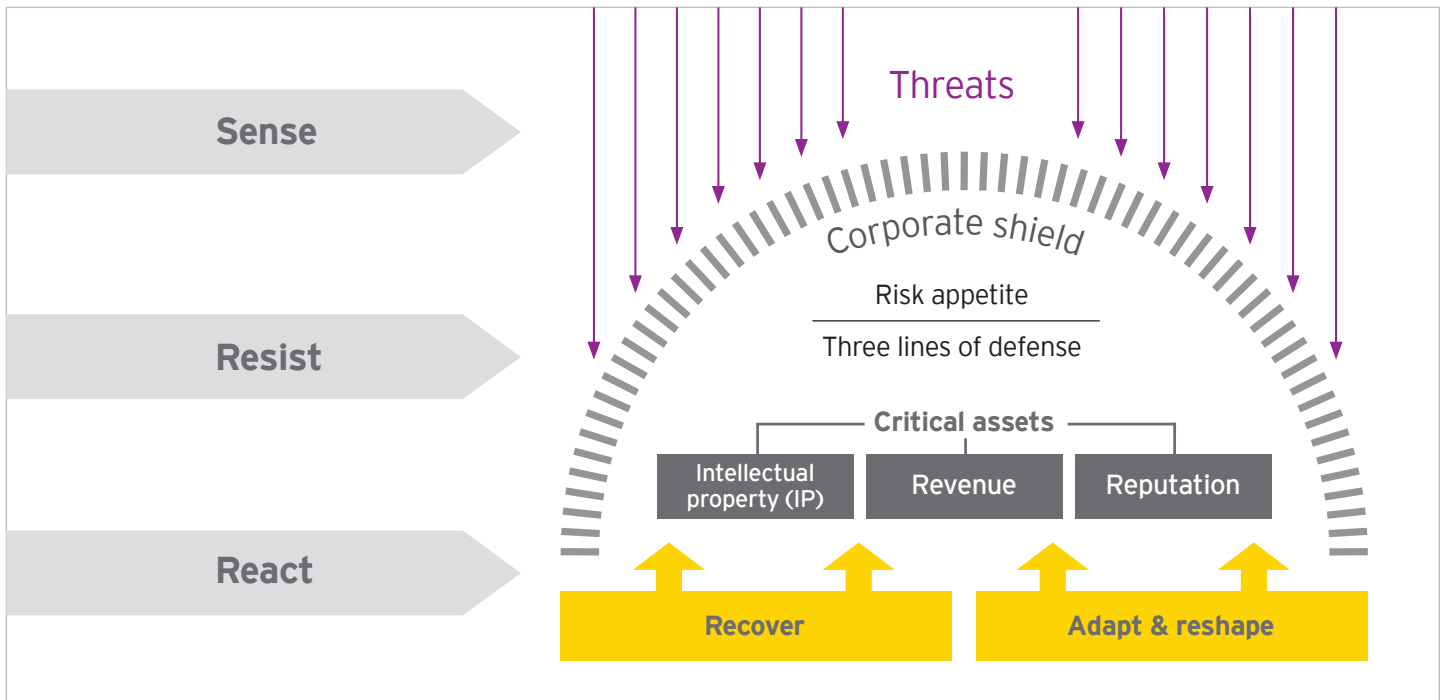 Threats
Sense
Corporate shield
Risk appetite
Three lines of defense
Resist
Critical assets
Intellectual
property (IP)
Revenue
Reputation
React
Recover
Adapt & reshape